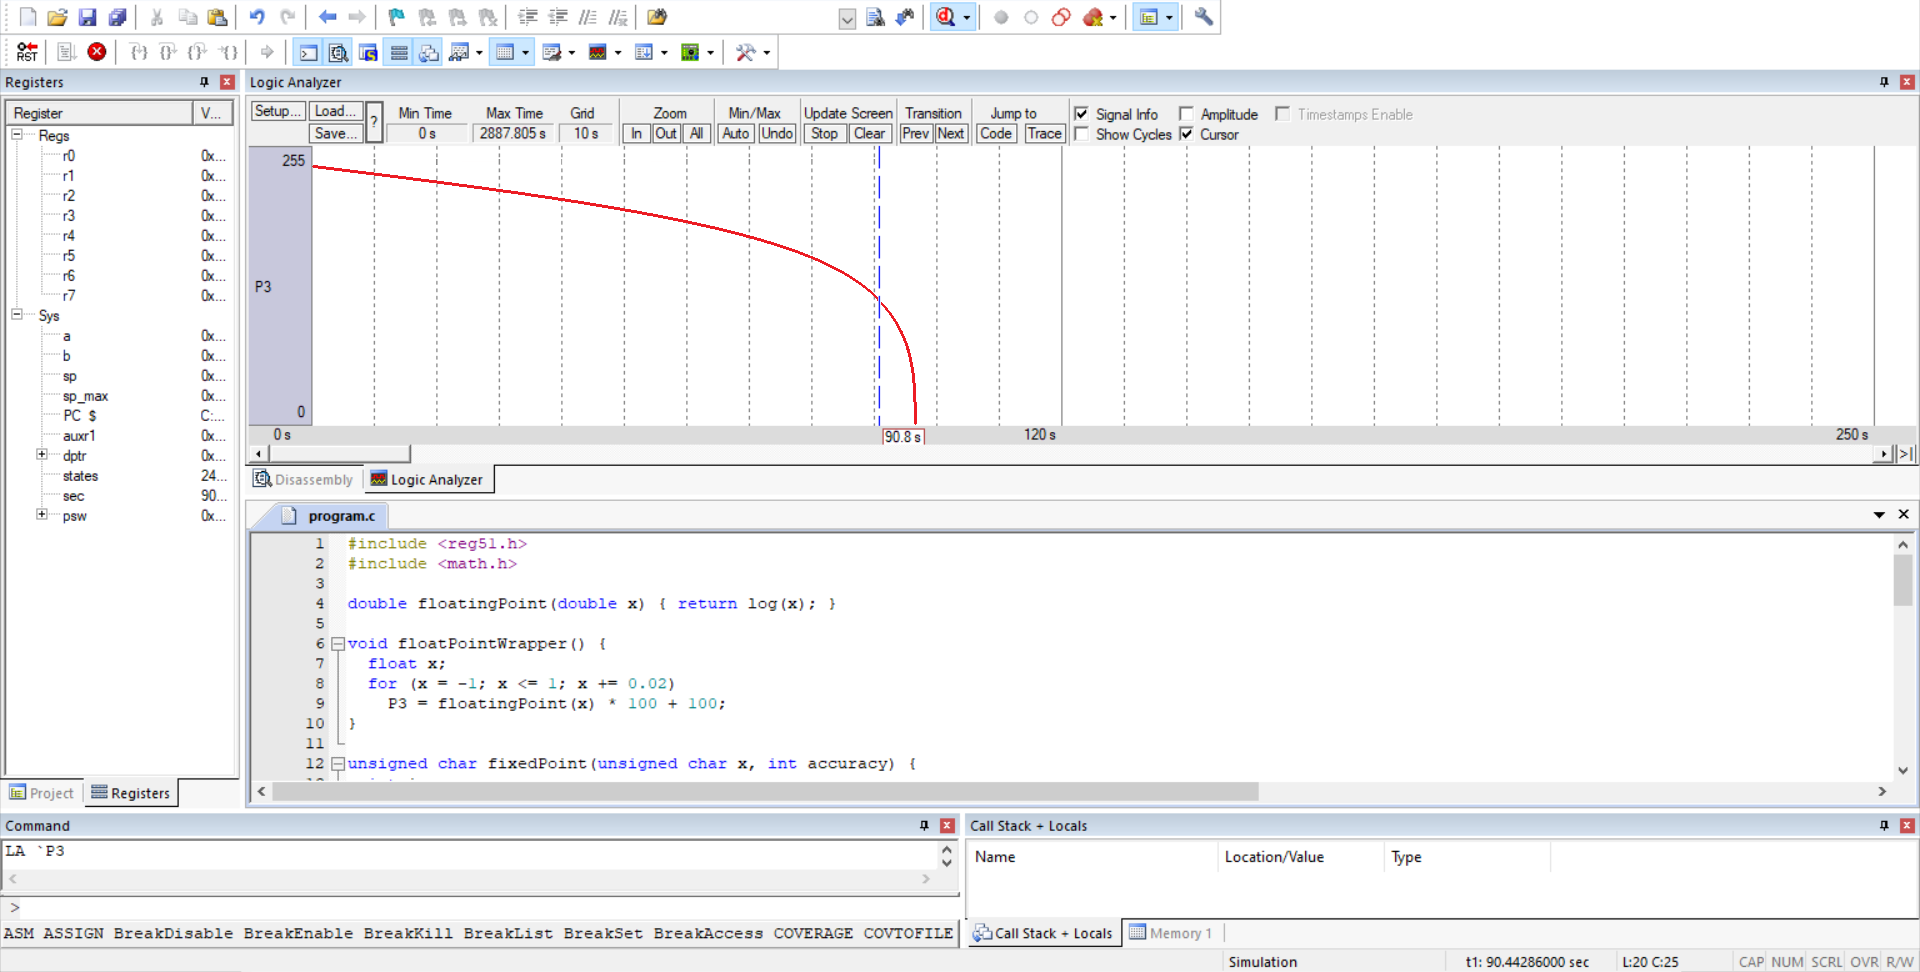 Registers
Logic Analyzer
Setup... Load... Save... ?
Min Time Max Time Grid Zoom Min/Max Update Screen Transition Jump to
0 s 2887.805 s 10 s In Out All Auto Undo Stop Clear Prev Next Code Trace
Signal Info Amplitude Timestamps Enable
Show Cycles Cursor
Register V...
Regs
r0 0x...
r1 0x...
r2 0x...
r3 0x...
r4 0x...
r5 0x...
r6 0x...
r7 0x...
Sys
a 0x...
b 0x...
sp 0x...
sp_max 0x...
PC $ C:...
auxr1 0x...
dptr 0x...
states 24...
sec 90...
psw 0x...
Project Registers
255
P3
0
0 s 90.8 s 120 s 250 s
Disassembly Logic Analyzer
program.c
1 #include <reg51.h>
2 #include <math.h>
3
4 double floatingPoint(double x) { return log(x); }
5
6 void floatPointWrapper() {
7 float x;
8 for (x = -1; x <= 1; x += 0.02)
9 P3 = floatingPoint(x) * 100 + 100;
10 }
11
12 unsigned char fixedPoint(unsigned char x, int accuracy) {
Command
LA `P3
>
ASM ASSIGN BreakDisable BreakEnable BreakKill BreakList BreakSet BreakAccess COVERAGE COVTOFILE
Call Stack + Locals
Name Location/Value Type
Call Stack + Locals Memory 1
Simulation t1: 90.44286000 sec L:20 C:25 CAP NUM SCRL OVR R/W